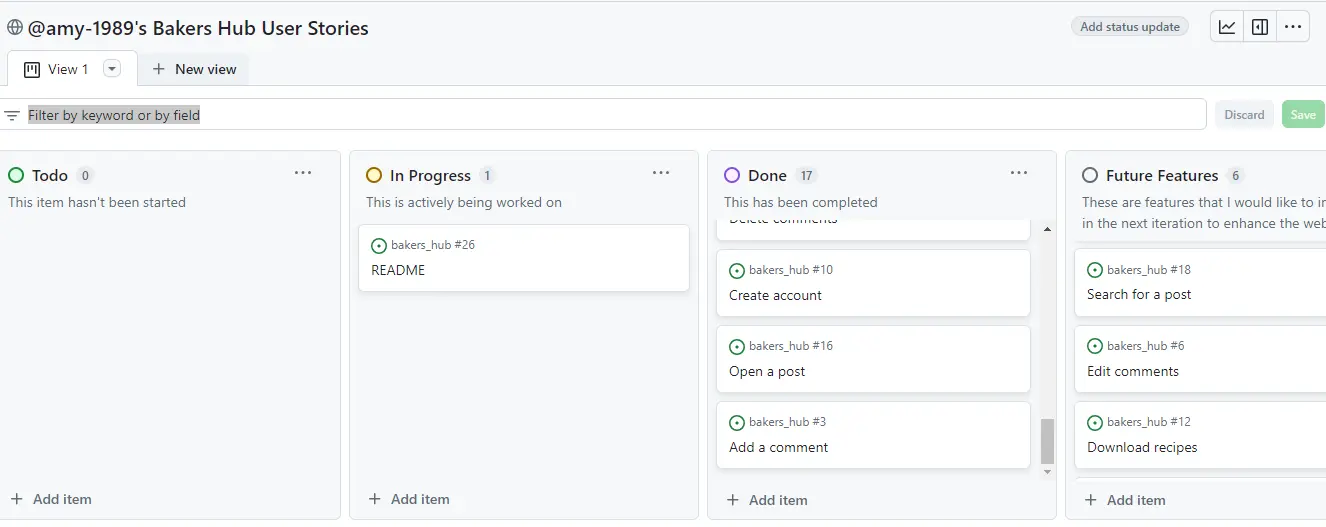 @amy-1989's Bakers Hub User Stories
Add status update
View 1
New view
Filter by keyword or by field
Discard
Save
Todo 0
This item hasn't been started
Add item
In Progress 1
This is actively being worked on
bakers_hub #26
README
Add item
Done 17
This has been completed
Delete comments
bakers_hub #10
Create account
bakers_hub #16
Open a post
bakers_hub #3
Add a comment
Add item
Future Features 6
These are features that I would like to
in the next iteration to enhance the
bakers_hub #18
Search for a post
bakers_hub #6
Edit comments
bakers_hub #12
Download recipes
Add item